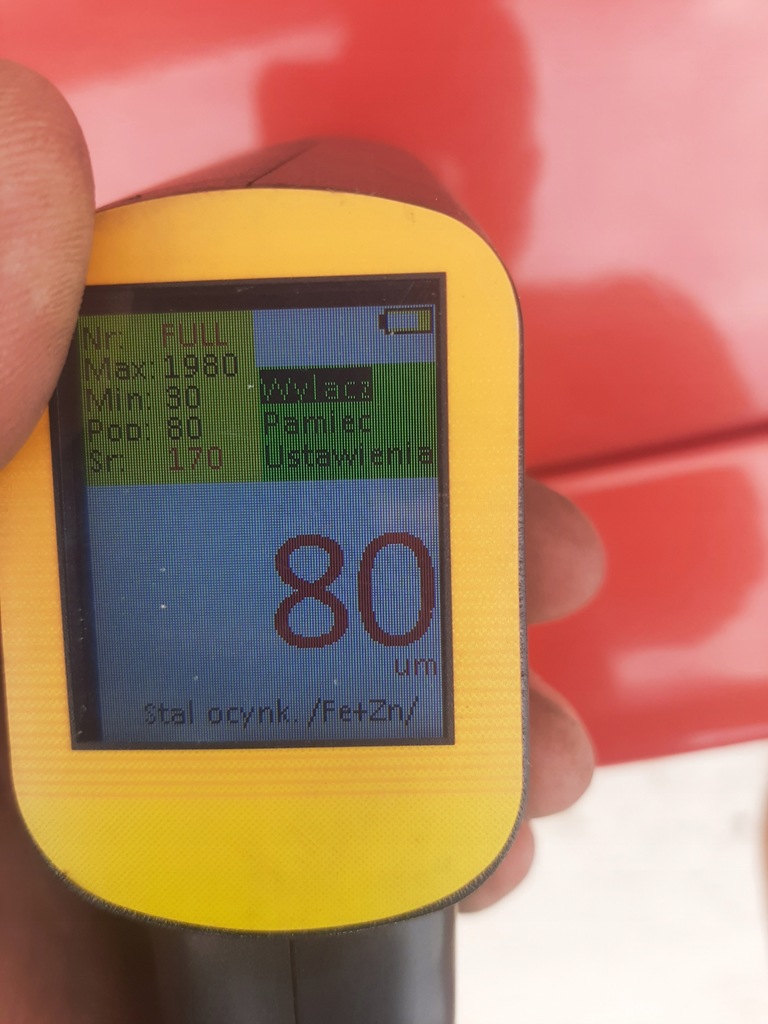 Nr: FULL
Max: 1980
Min: 30
Pop: 80
Sr: 170
Wylacz
Pamiec
Ustawienia
80
um
Stal ocynk. /Fe+Zn/